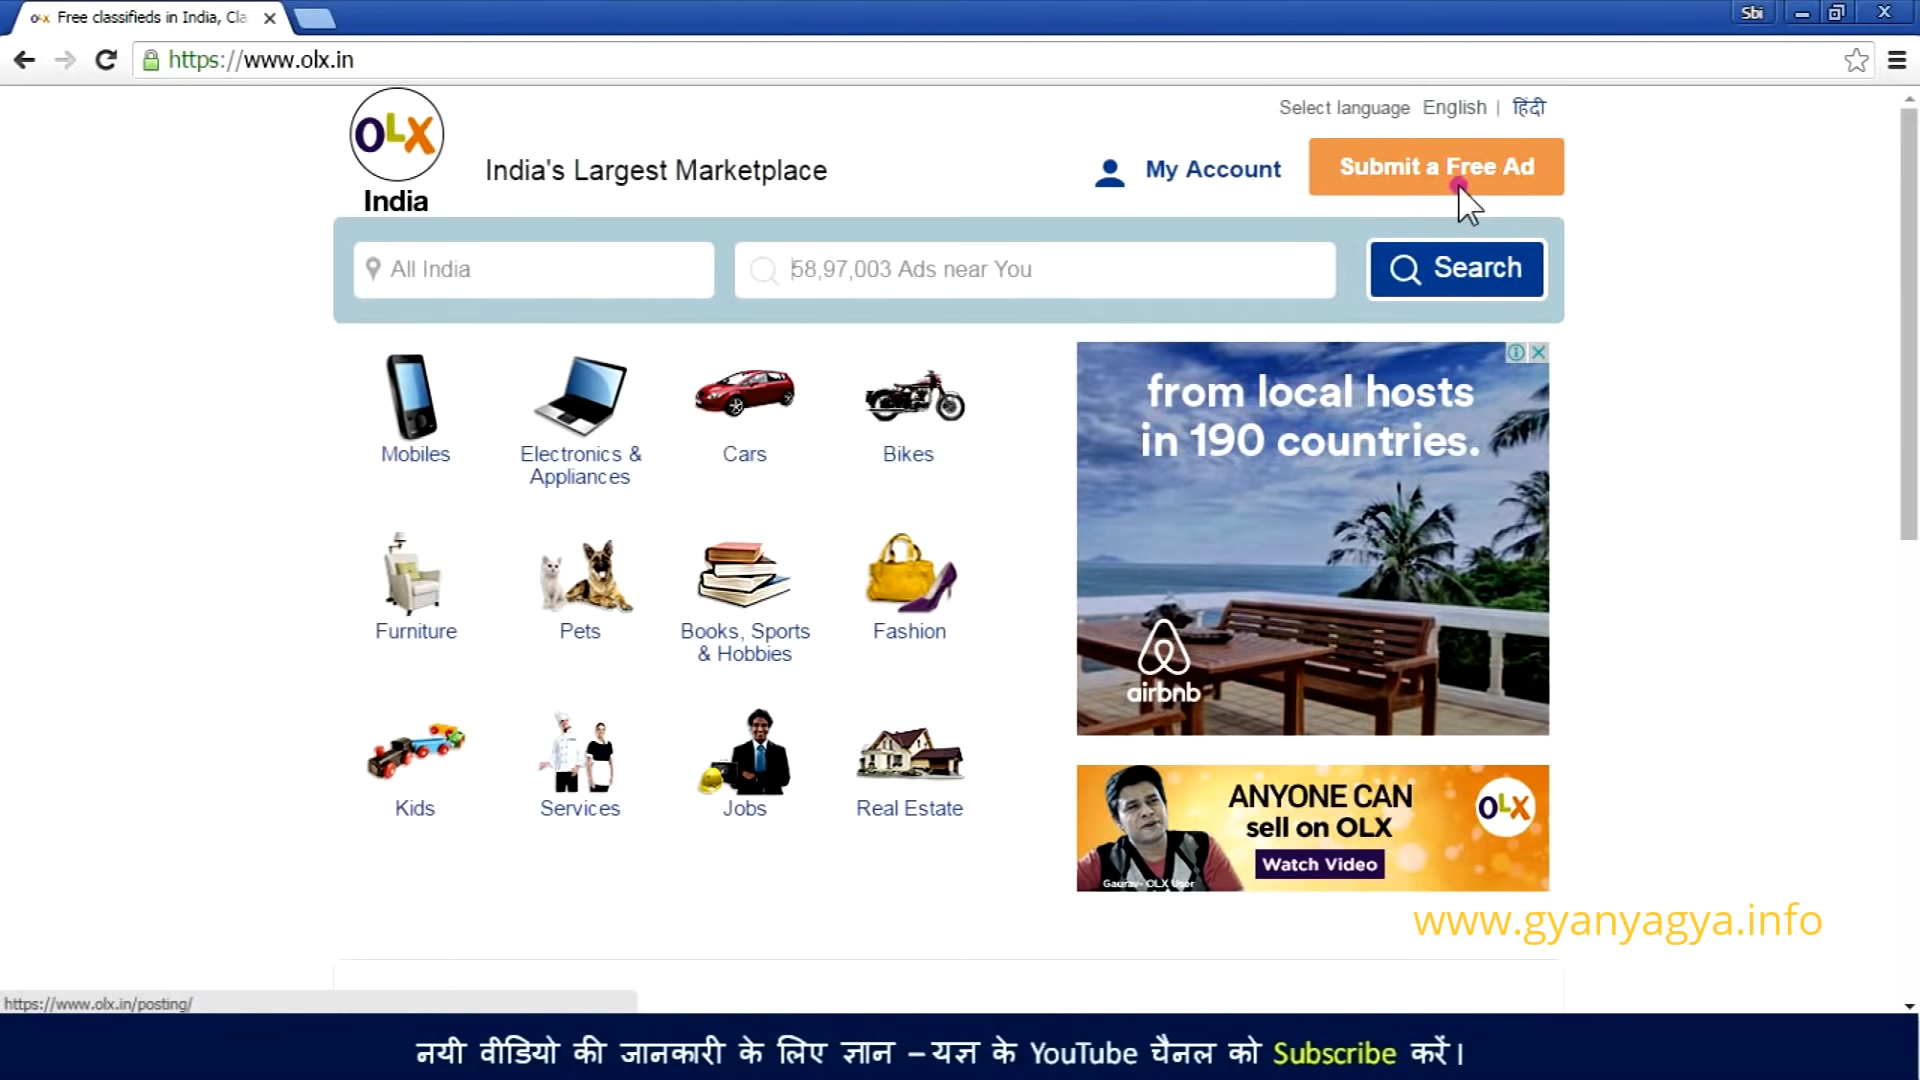 Free classifieds in India, Cla
Sbi
https://www.olx.in
OLX
India
India's Largest Marketplace
Select language English | हिंदी
My Account
Submit a Free Ad
All India
58,97,003 Ads near You
Search
Mobiles
Electronics &
Appliances
Cars
Bikes
Furniture
Pets
Books, Sports
& Hobbies
Fashion
Kids
Services
Jobs
Real Estate
from local hosts
in 190 countries.
airbnb
ANYONE CAN
sell on OLX
Watch Video
Gaurav- OLX User
OLX
www.gyanyagya.info
https://www.olx.in/posting/
नयी वीडियो की जानकारी के लिए ज्ञान – यज्ञ के YouTube चैनल को Subscribe करें।